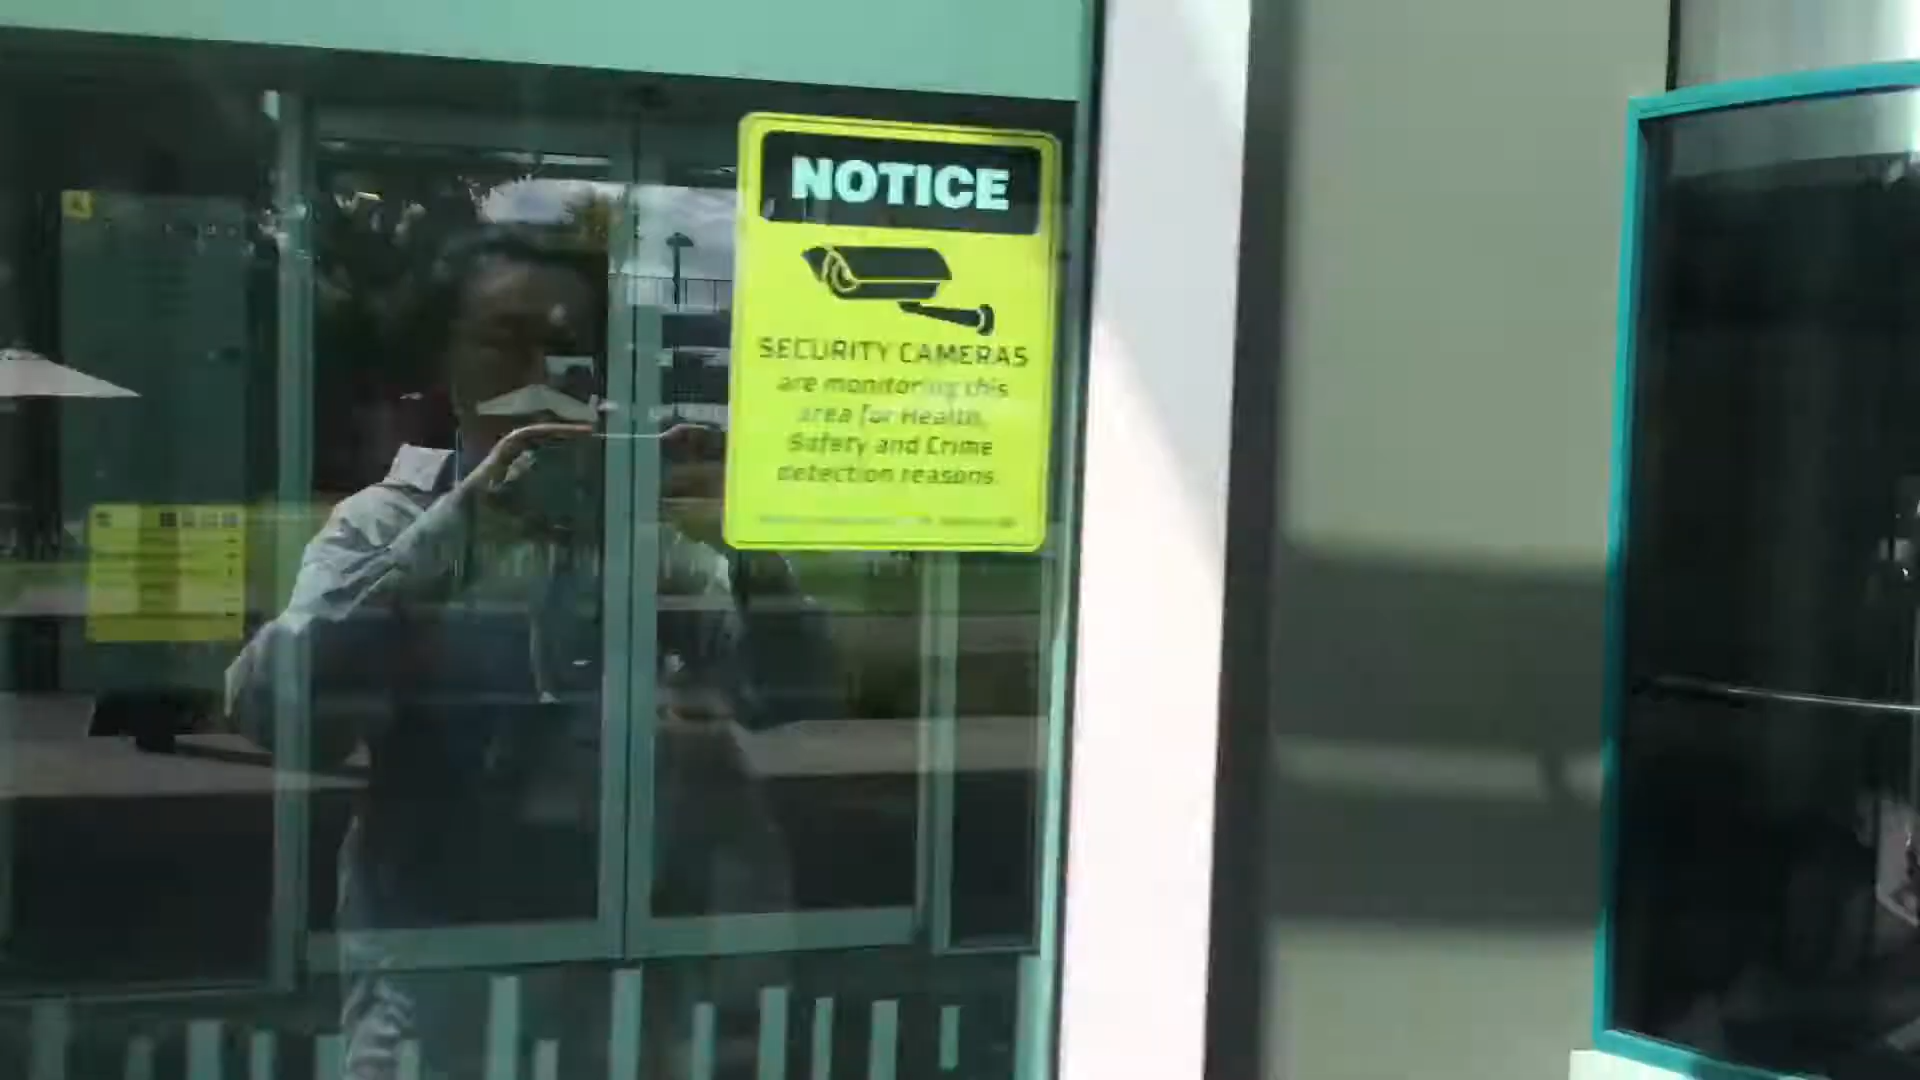 NOTICE
SECURITY CAMERAS
are monitoring this
area for Health,
Safety and Crime
detection reasons.